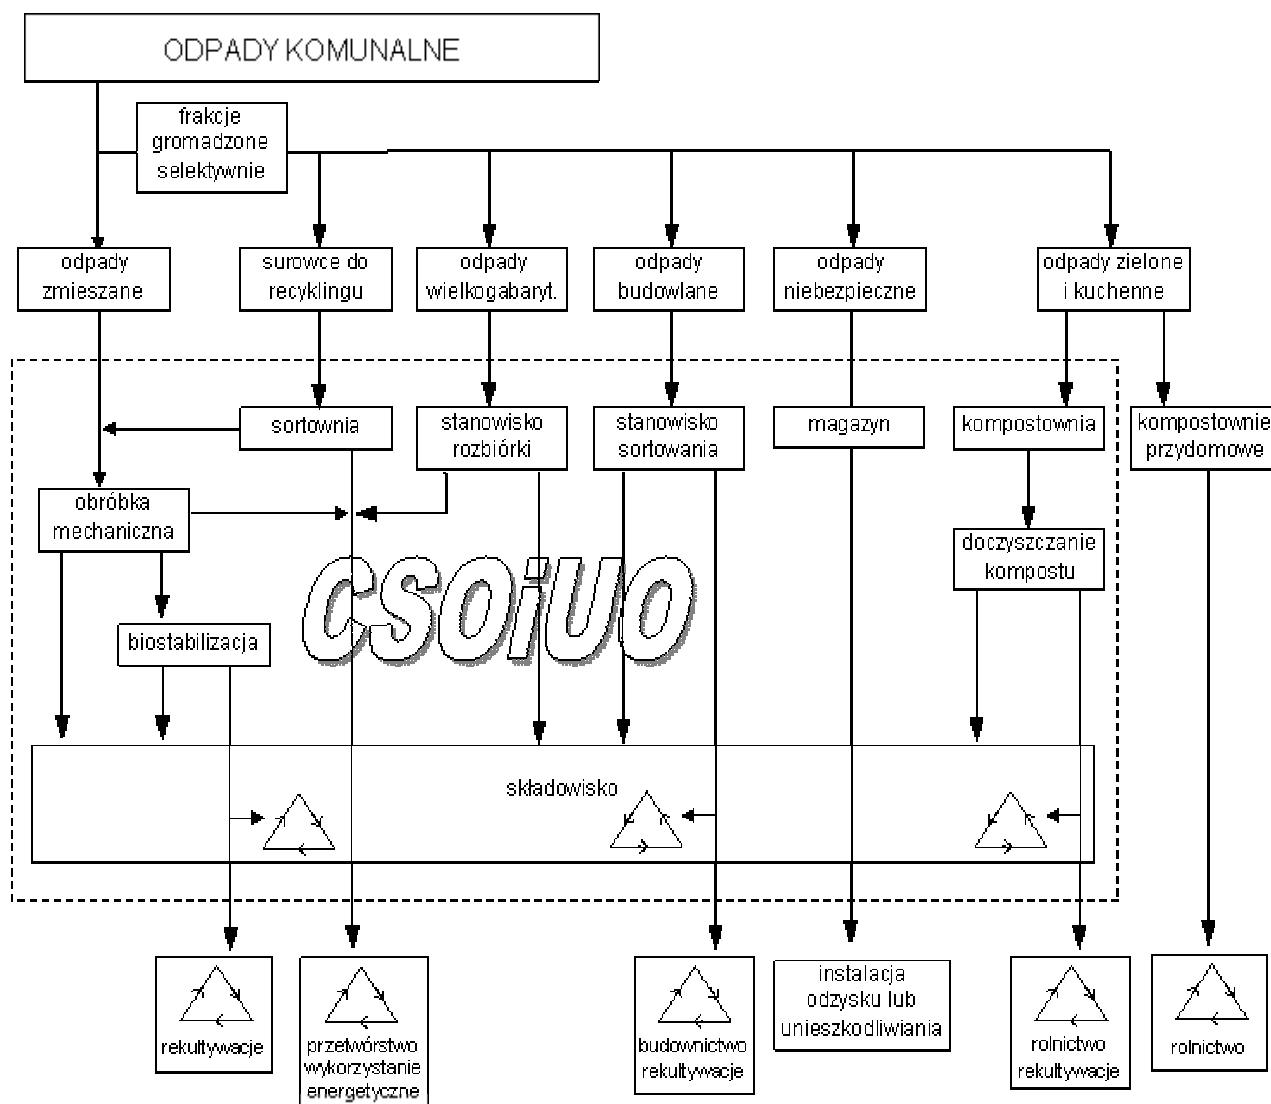 ODPADY KOMUNALNE
frakcje
gromadzone
selektywnie
odpady
zmieszane
surowce do
recyklingu
odpady
wielkogabaryt.
odpady
budowlane
odpady
niebezpieczne
odpady zielone
i kuchenne
sortownia
stanowisko
rozbiórki
stanowisko
sortowania
magazyn
kompostownia
kompostownie
przydomowe
obróbka
mechaniczna
doczyszczanie
kompostu
CSOiUO
biostabilizacja
składowisko
rekultywacje
przetwórstwo
wykorzystanie
energetyczne
budownictwo
rekultywacje
instalacja
odzysku lub
unieszkodliwiania
rolnictwo
rekultywacje
rolnictwo